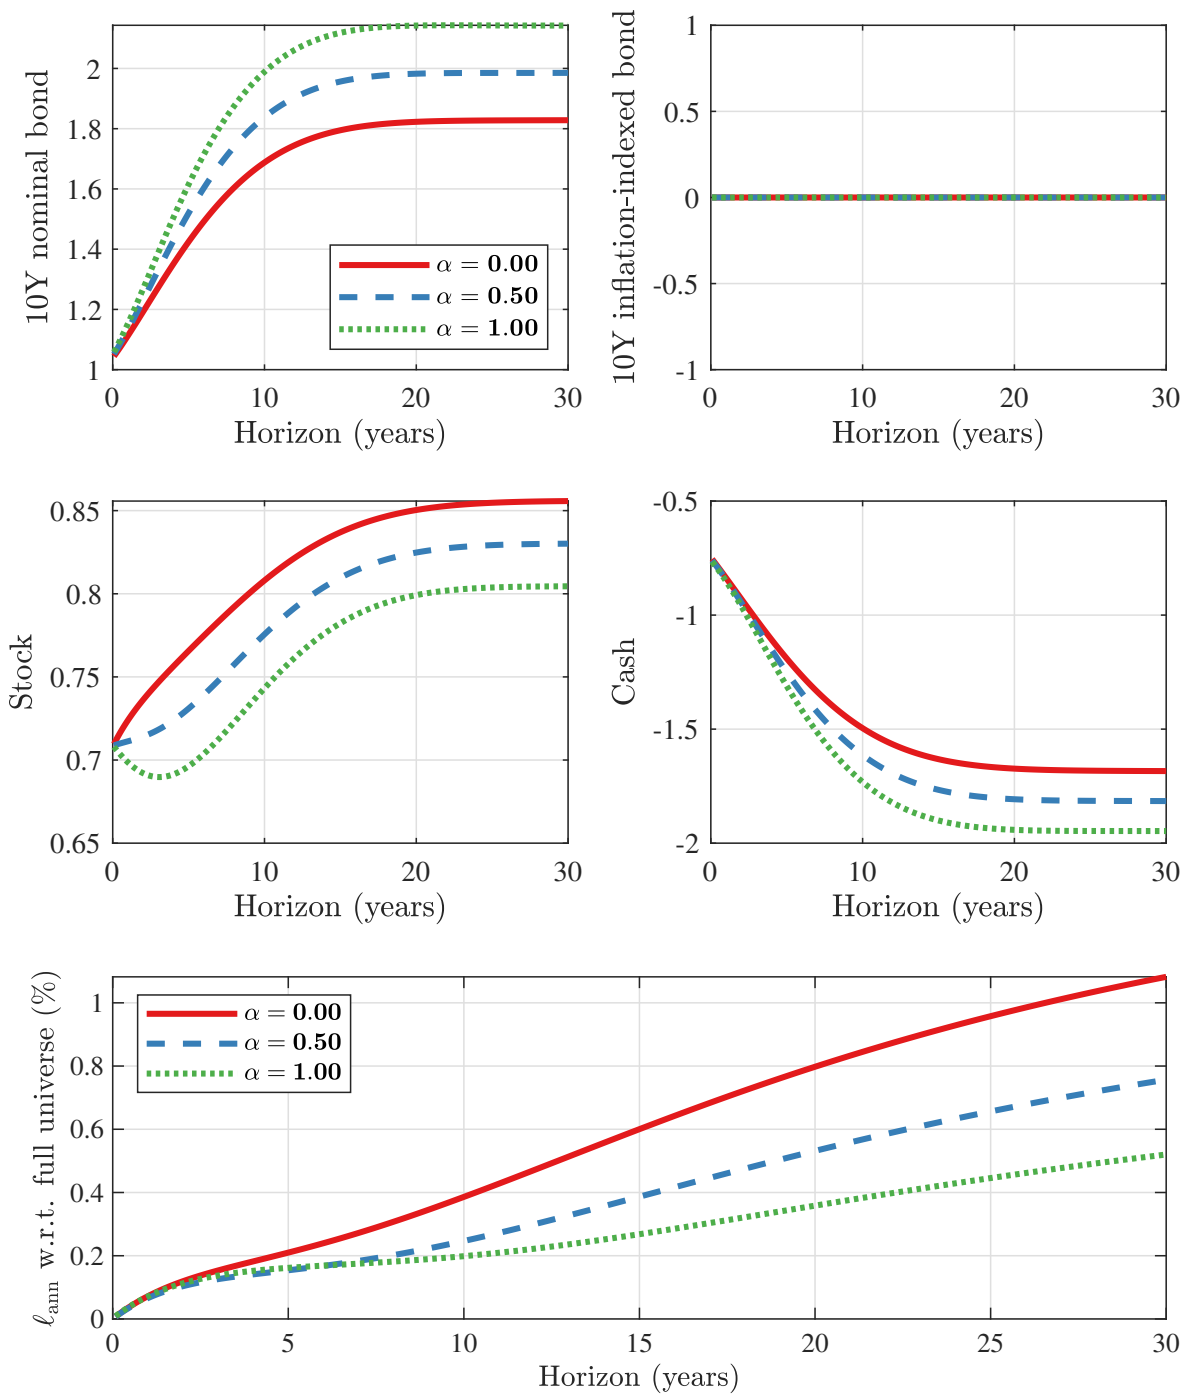 10Y nominal bond
2
1.8
1.6
1.4
1.2
1
α = 0.00
α = 0.50
α = 1.00
0 10 20 30
Horizon (years)
10Y inflation-indexed bond
1
0.5
0
-0.5
-1
0 10 20 30
Horizon (years)
Stock
0.85
0.8
0.75
0.7
0.65
0 10 20 30
Horizon (years)
Cash
-0.5
-1
-1.5
-2
0 10 20 30
Horizon (years)
ℓann w.r.t. full universe (%)
1
0.8
0.6
0.4
0.2
0
α = 0.00
α = 0.50
α = 1.00
0 5 10 15 20 25 30
Horizon (years)